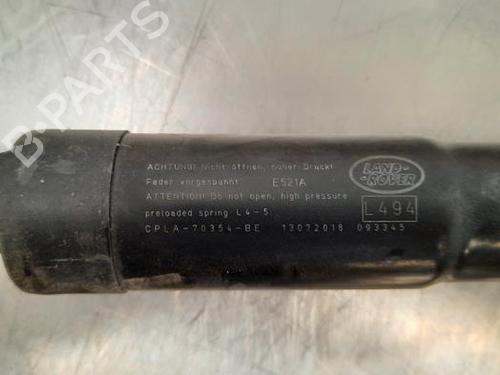 ACHTUNG! Nicht öffnen, hoher Druck!
Feder vorgespannt E521A
ATTENTION! Do not open, high pressure
preloaded spring L4-5
CPLA-70354-BE 13072018 093345
LAND-
-ROVER
L494
B-PARTS